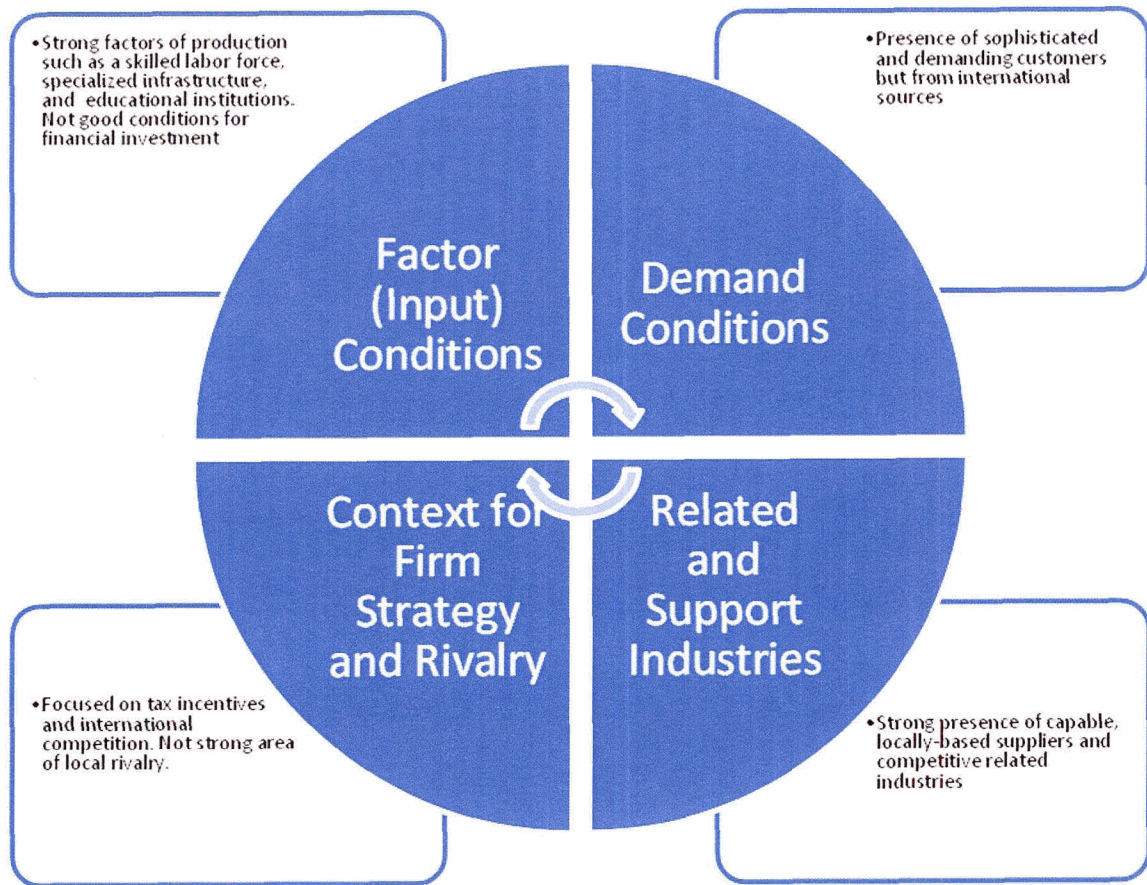 •Strong factors of production
such as a skilled labor force,
specialized infrastructure,
and educational institutions.
Not good conditions for
financial investment
•Presence of sophisticated
and demanding customers
but from international
sources
Factor
(Input)
Conditions
Demand
Conditions
Context for
Firm
Strategy
and Rivalry
Related
and
Support
Industries
•Focused on tax incentives
and international
competition. Not strong area
of local rivalry.
•Strong presence of capable,
locally-based suppliers and
competitive related
industries